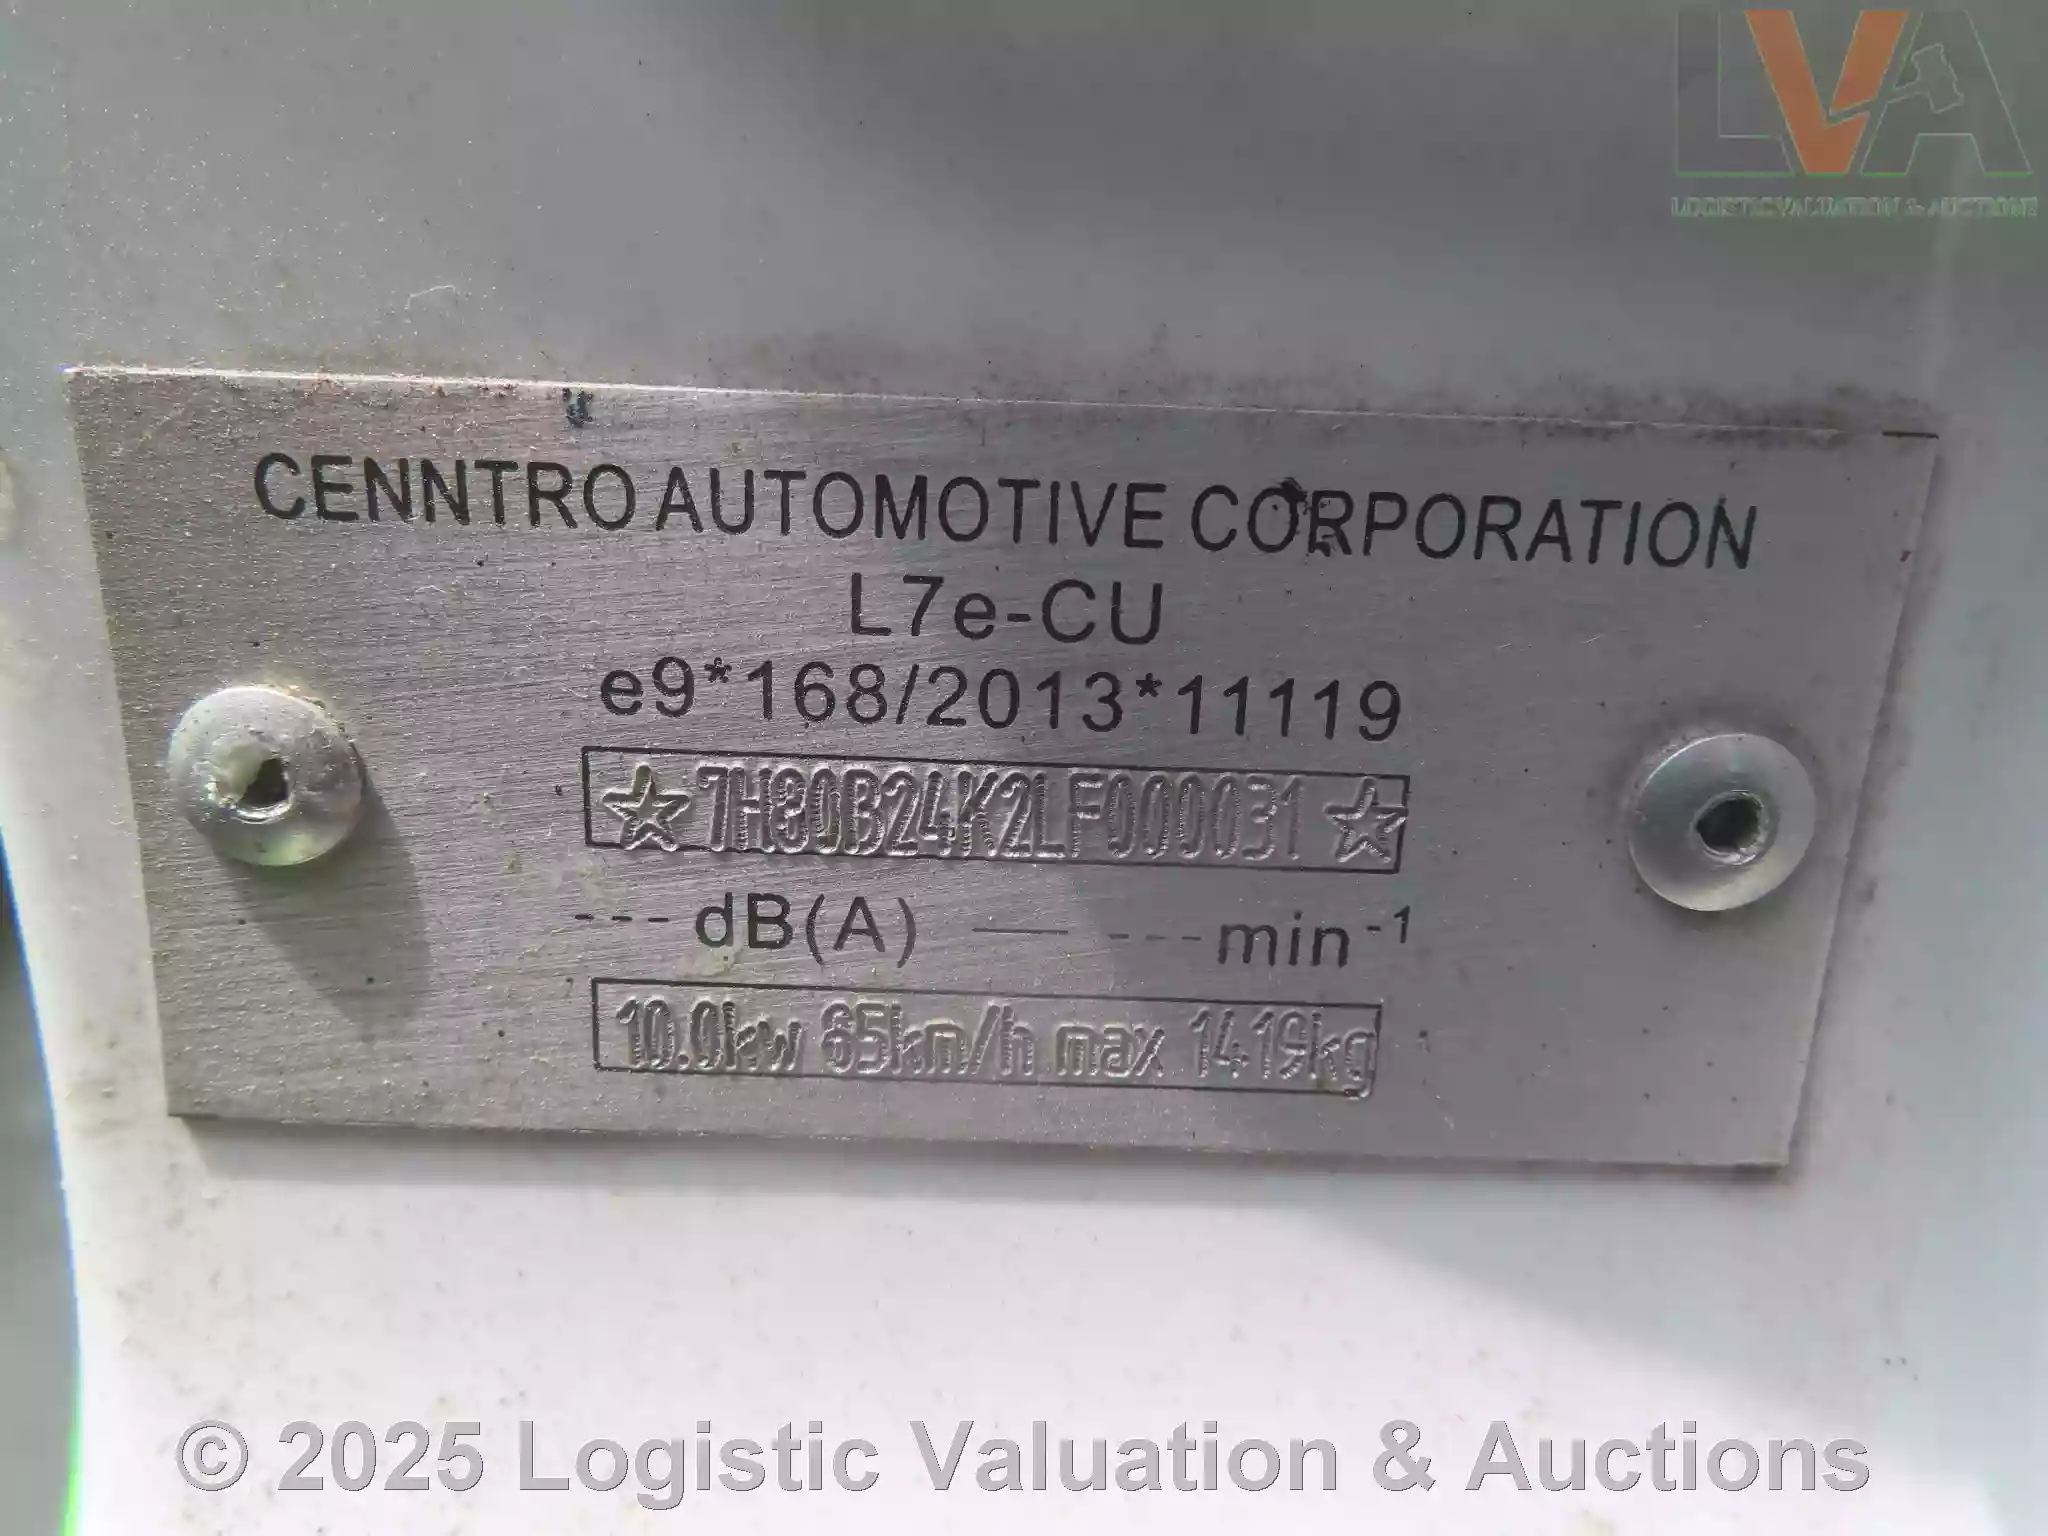 LVA
LOGISTIC VALUATION & AUCTIONS
CENNTRO AUTOMOTIVE CORPORATION
L7e-CU
e9*168/2013*11119
☆7H80B24K2LF000031☆
---dB(A) — ---min⁻¹
10.0kw 65km/h max 1419kg
© 2025 Logistic Valuation & Auctions